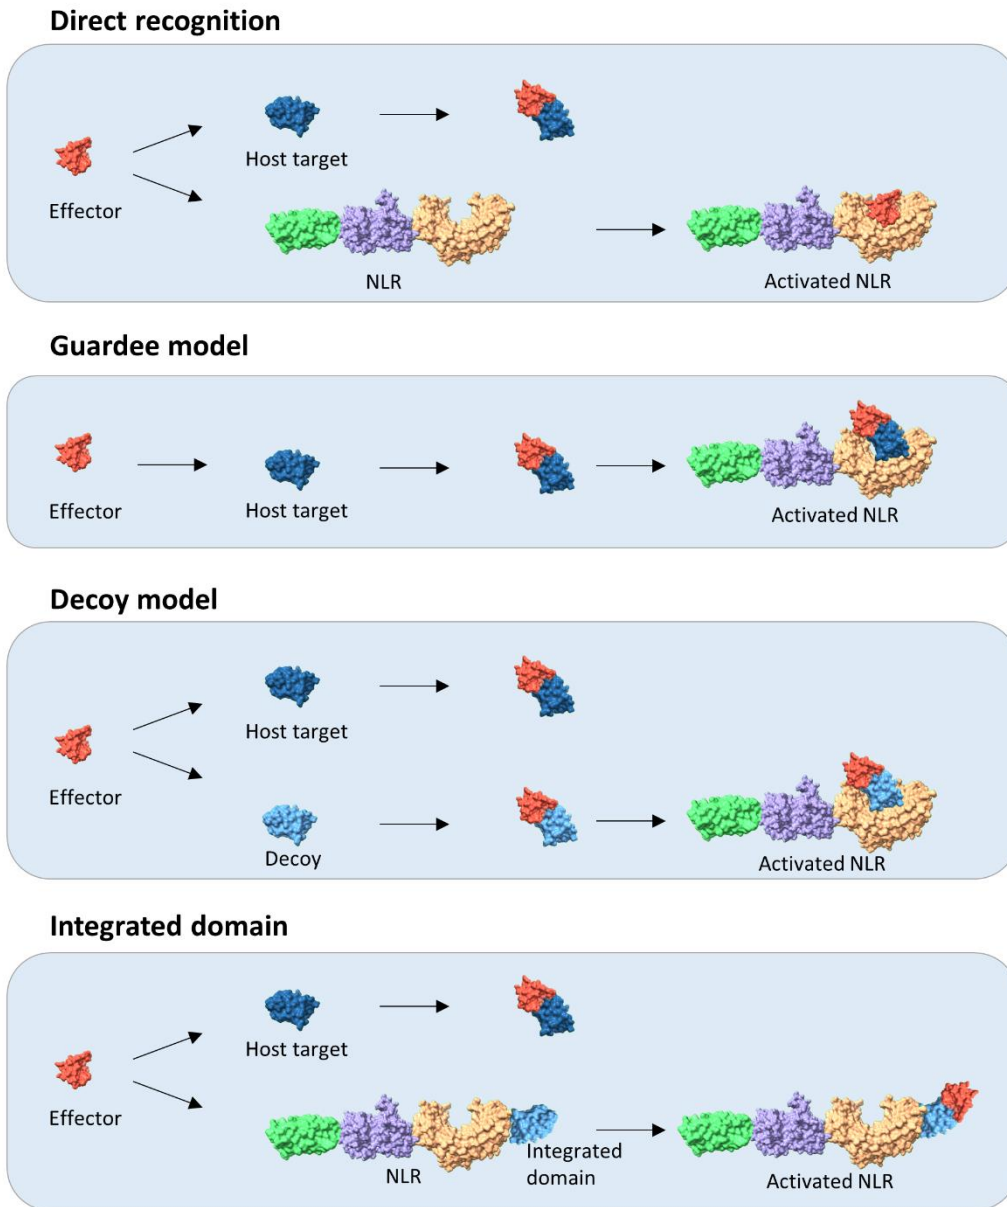 Direct recognition
Host target
Effector
NLR
Activated NLR
Guardee model
Effector
Host target
Activated NLR
Decoy model
Host target
Effector
Decoy
Activated NLR
Integrated domain
Host target
Effector
NLR
Integrated
domain
Activated NLR